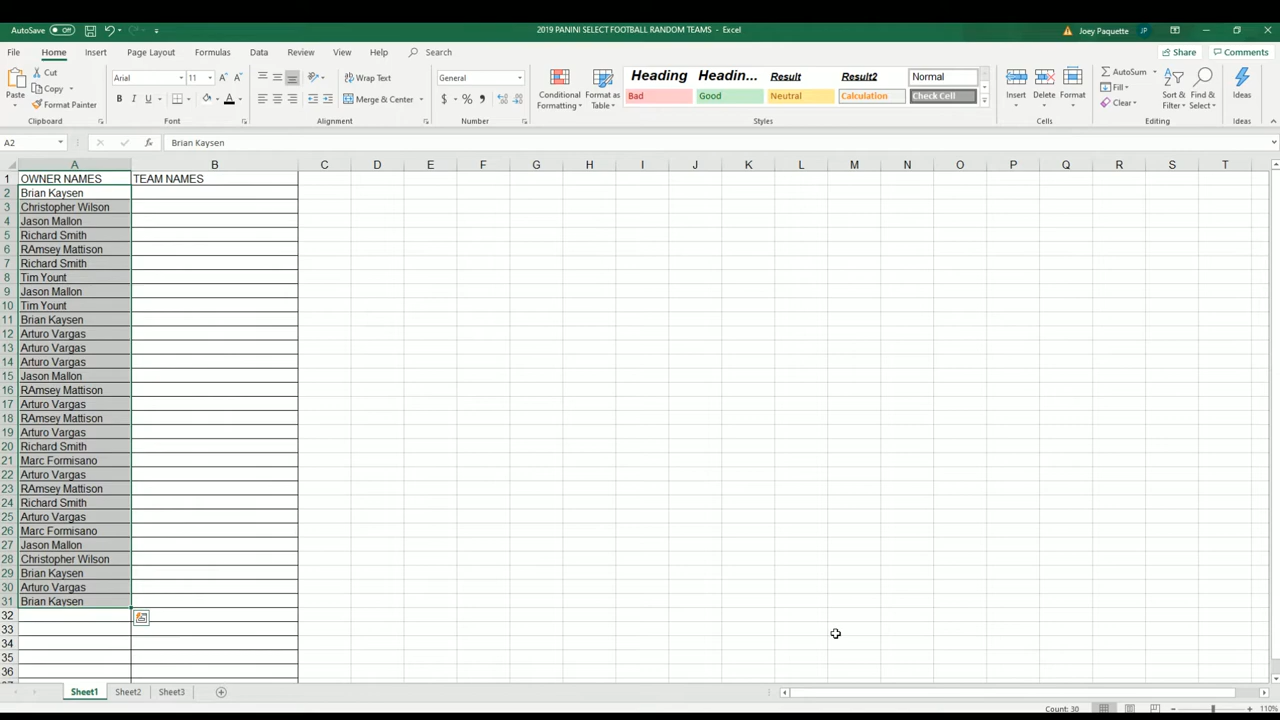 AutoSave Off 2019 PANINI SELECT FOOTBALL RANDOM TEAMS - Excel Joey Paquette JP
File Home Insert Page Layout Formulas Data Review View Help Search Share Comments
Paste Cut Copy Format Painter Clipboard
Arial 11 B I U Font
Wrap Text Merge & Center Alignment
General $ % Number
Conditional Formatting Format as Table
Heading Headin... Result Result2 Normal
Bad Good Neutral Calculation Check Cell
Styles
Insert Delete Format Cells
AutoSum Fill Clear Sort & Filter Find & Select Editing
Ideas Ideas
A2 fx Brian Kaysen
A B C D E F G H I J K L M N O P Q R S T
1 OWNER NAMES TEAM NAMES
2 Brian Kaysen
3 Christopher Wilson
4 Jason Mallon
5 Richard Smith
6 RAmsey Mattison
7 Richard Smith
8 Tim Yount
9 Jason Mallon
10 Tim Yount
11 Brian Kaysen
12 Arturo Vargas
13 Arturo Vargas
14 Arturo Vargas
15 Jason Mallon
16 RAmsey Mattison
17 Arturo Vargas
18 RAmsey Mattison
19 Arturo Vargas
20 Richard Smith
21 Marc Formisano
22 Arturo Vargas
23 RAmsey Mattison
24 Richard Smith
25 Arturo Vargas
26 Marc Formisano
27 Jason Mallon
28 Christopher Wilson
29 Brian Kaysen
30 Arturo Vargas
31 Brian Kaysen
32
33
34
35
36
Sheet1 Sheet2 Sheet3
Count: 30 110%